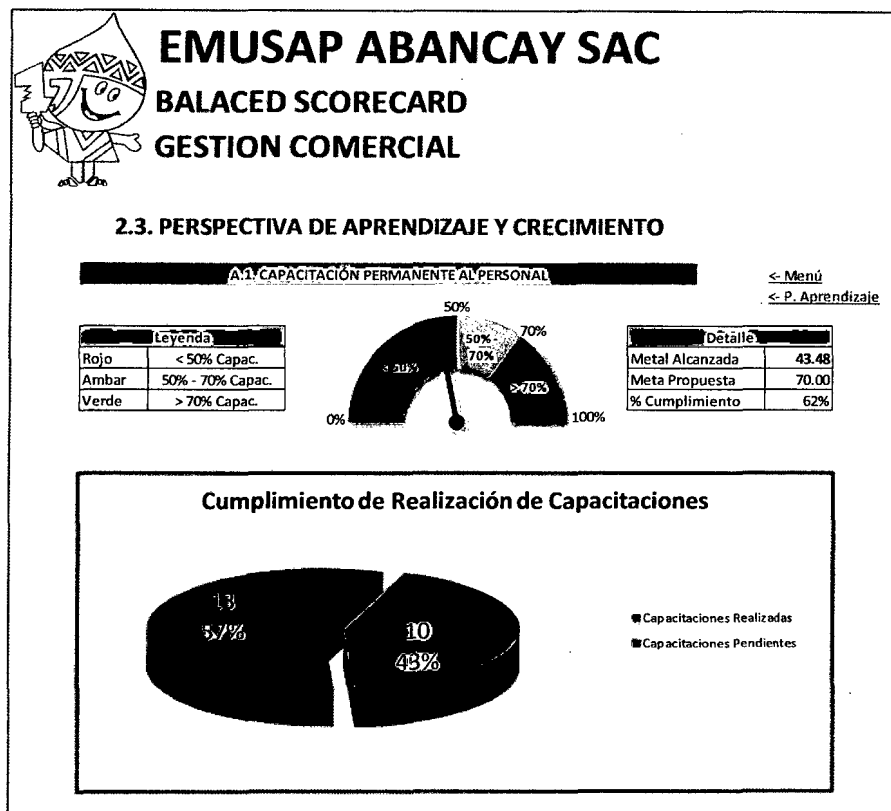 EMUSAP ABANCAY SAC
BALACED SCORECARD
GESTION COMERCIAL
2.3. PERSPECTIVA DE APRENDIZAJE Y CRECIMIENTO
A.1. CAPACITACIÓN PERMANENTE AL PERSONAL
<- Menú
<- P. Aprendizaje
Leyenda
Rojo < 50% Capac.
Ambar 50% - 70% Capac.
Verde > 70% Capac.
50%
70%
< 50%
50% -
70%
>70%
0%
100%
Detalle
Metal Alcanzada 43.48
Meta Propuesta 70.00
% Cumplimiento 62%
Cumplimiento de Realización de Capacitaciones
13
57%
10
43%
Capacitaciones Realizadas
Capacitaciones Pendientes